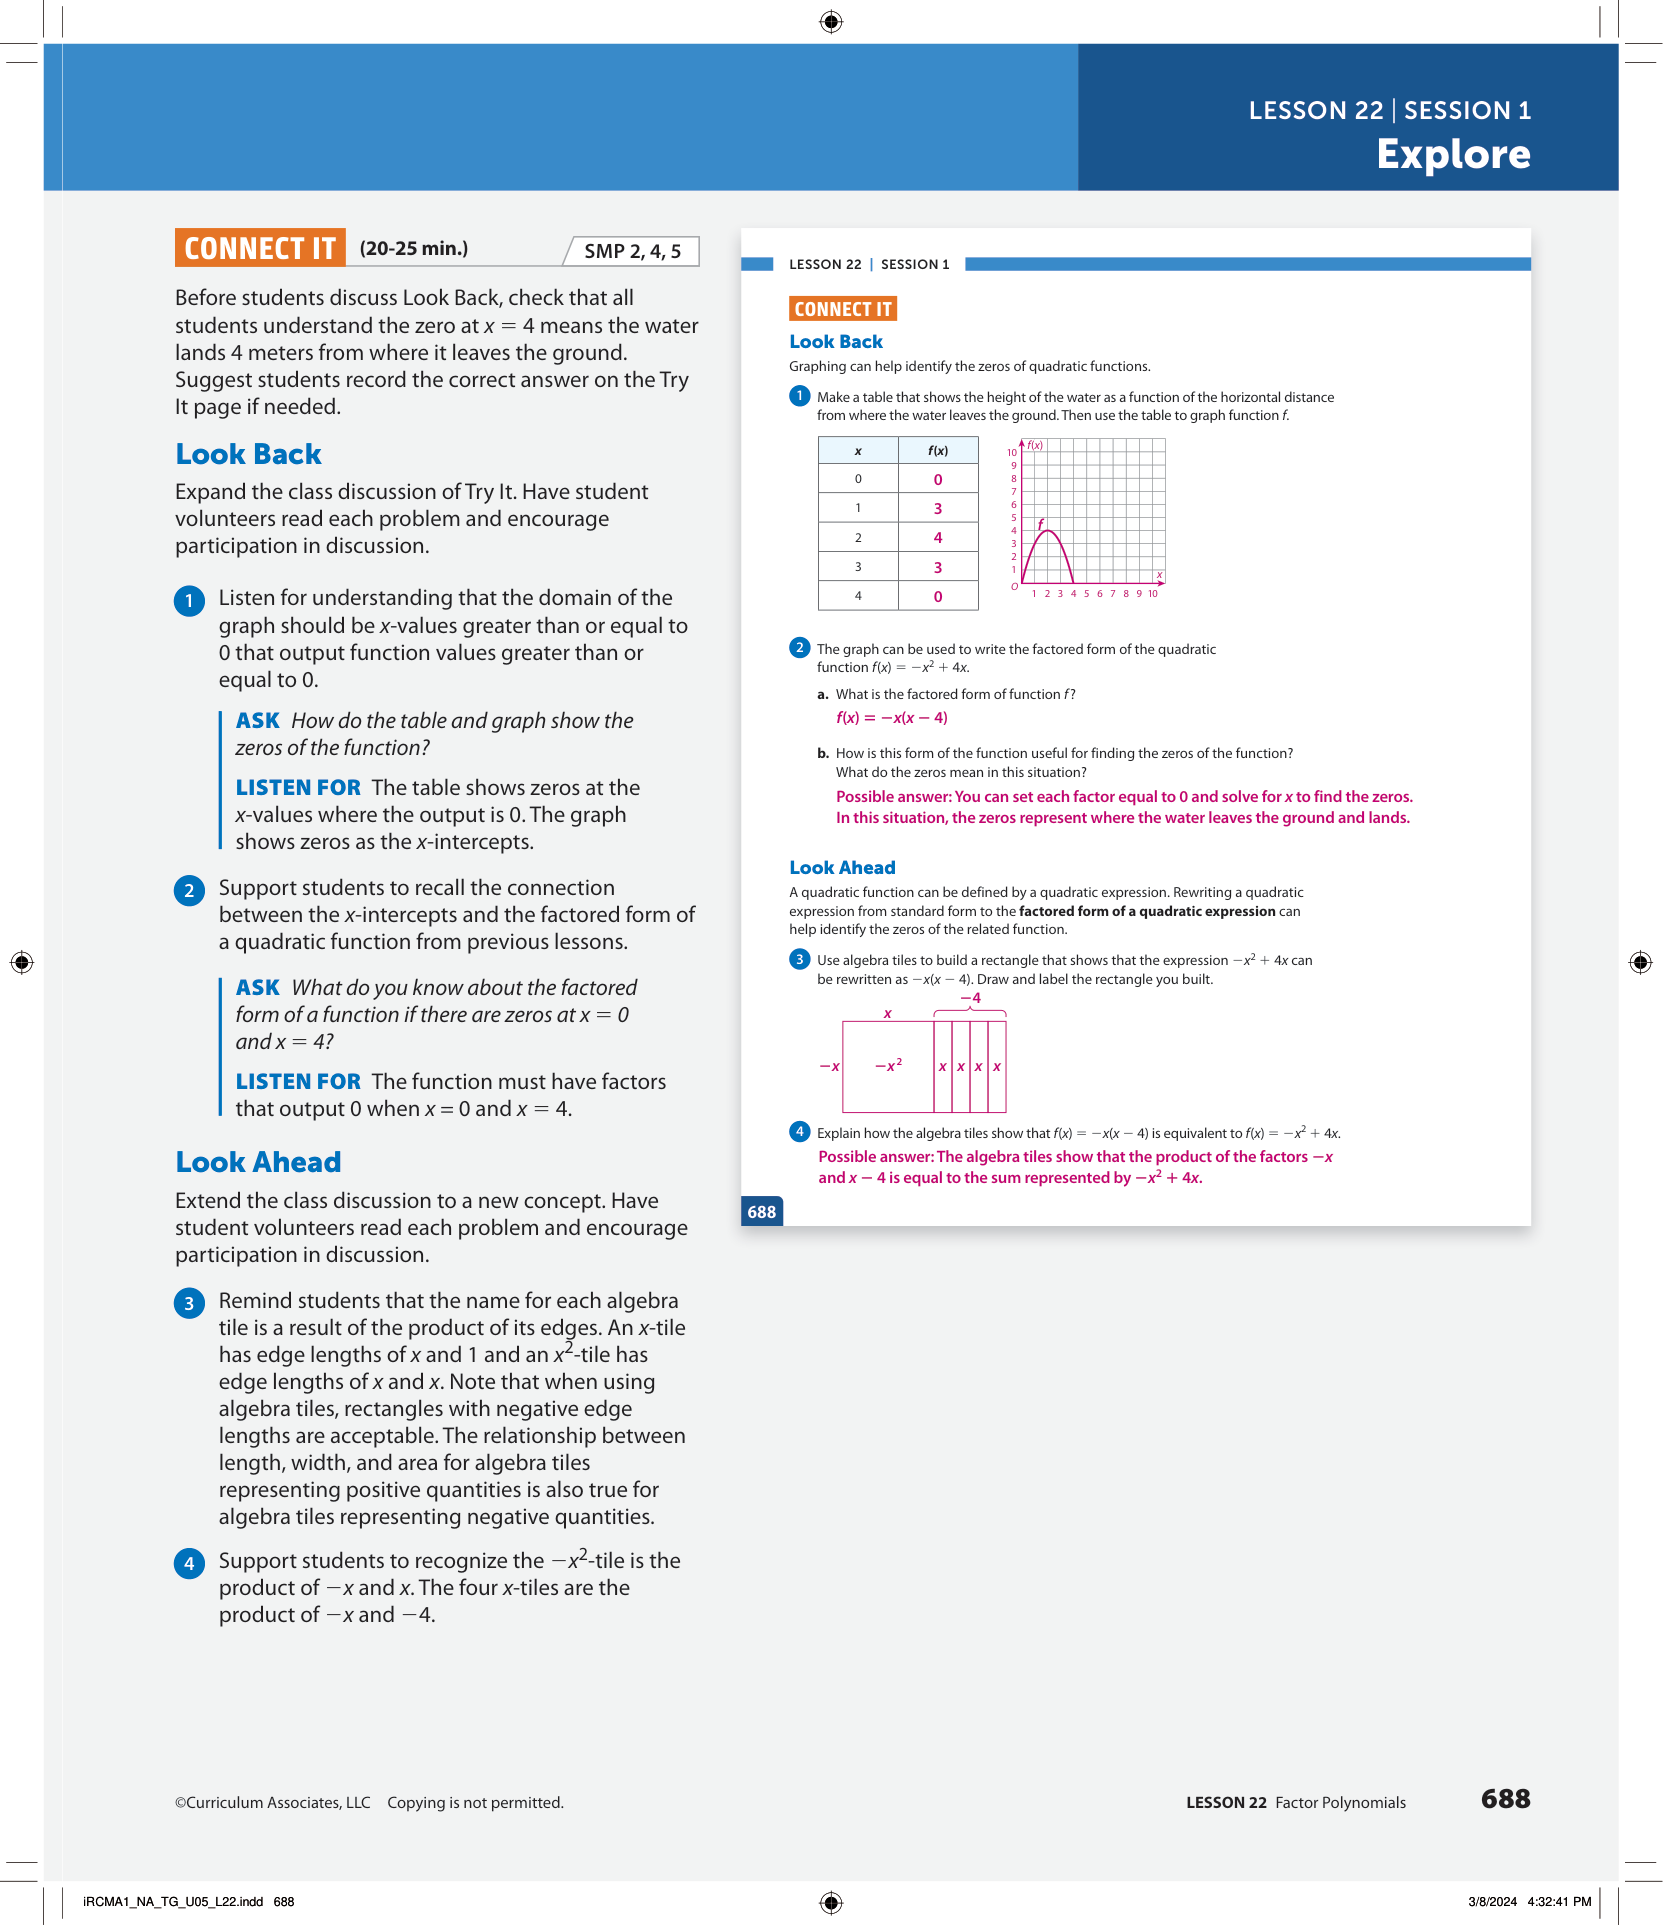 LESSON 22 | SESSION 1
Explore
CONNECT IT (20-25 min.) SMP 2, 4, 5
Before students discuss Look Back, check that all
students understand the zero at x = 4 means the water
lands 4 meters from where it leaves the ground.
Suggest students record the correct answer on the Try
It page if needed.
Look Back
Expand the class discussion of Try It. Have student
volunteers read each problem and encourage
participation in discussion.
1 Listen for understanding that the domain of the
graph should be x-values greater than or equal to
0 that output function values greater than or
equal to 0.
ASK How do the table and graph show the
zeros of the function?
LISTEN FOR The table shows zeros at the
x-values where the output is 0. The graph
shows zeros as the x-intercepts.
2 Support students to recall the connection
between the x-intercepts and the factored form of
a quadratic function from previous lessons.
ASK What do you know about the factored
form of a function if there are zeros at x = 0
and x = 4?
LISTEN FOR The function must have factors
that output 0 when x = 0 and x = 4.
Look Ahead
Extend the class discussion to a new concept. Have
student volunteers read each problem and encourage
participation in discussion.
3 Remind students that the name for each algebra
tile is a result of the product of its edges. An x-tile
has edge lengths of x and 1 and an x²-tile has
edge lengths of x and x. Note that when using
algebra tiles, rectangles with negative edge
lengths are acceptable. The relationship between
length, width, and area for algebra tiles
representing positive quantities is also true for
algebra tiles representing negative quantities.
4 Support students to recognize the −x²-tile is the
product of −x and x. The four x-tiles are the
product of −x and −4.
LESSON 22 | SESSION 1
CONNECT IT
Look Back
Graphing can help identify the zeros of quadratic functions.
1 Make a table that shows the height of the water as a function of the horizontal distance
from where the water leaves the ground. Then use the table to graph function f.
x f(x)
0 0
1 3
2 4
3 3
4 0
f(x)
10
9
8
7
6
5
4
3
2
1
O
f
x
1 2 3 4 5 6 7 8 9 10
2 The graph can be used to write the factored form of the quadratic
function f(x) = −x² + 4x.
a. What is the factored form of function f?
f(x) = −x(x − 4)
b. How is this form of the function useful for finding the zeros of the function?
What do the zeros mean in this situation?
Possible answer: You can set each factor equal to 0 and solve for x to find the zeros.
In this situation, the zeros represent where the water leaves the ground and lands.
Look Ahead
A quadratic function can be defined by a quadratic expression. Rewriting a quadratic
expression from standard form to the factored form of a quadratic expression can
help identify the zeros of the related function.
3 Use algebra tiles to build a rectangle that shows that the expression −x² + 4x can
be rewritten as −x(x − 4). Draw and label the rectangle you built.
−4
x
−x −x² x x x x
4 Explain how the algebra tiles show that f(x) = −x(x − 4) is equivalent to f(x) = −x² + 4x.
Possible answer: The algebra tiles show that the product of the factors −x
and x − 4 is equal to the sum represented by −x² + 4x.
688
©Curriculum Associates, LLC Copying is not permitted.
LESSON 22 Factor Polynomials 688
iRCMA1_NA_TG_U05_L22.indd 688
3/8/2024 4:32:41 PM